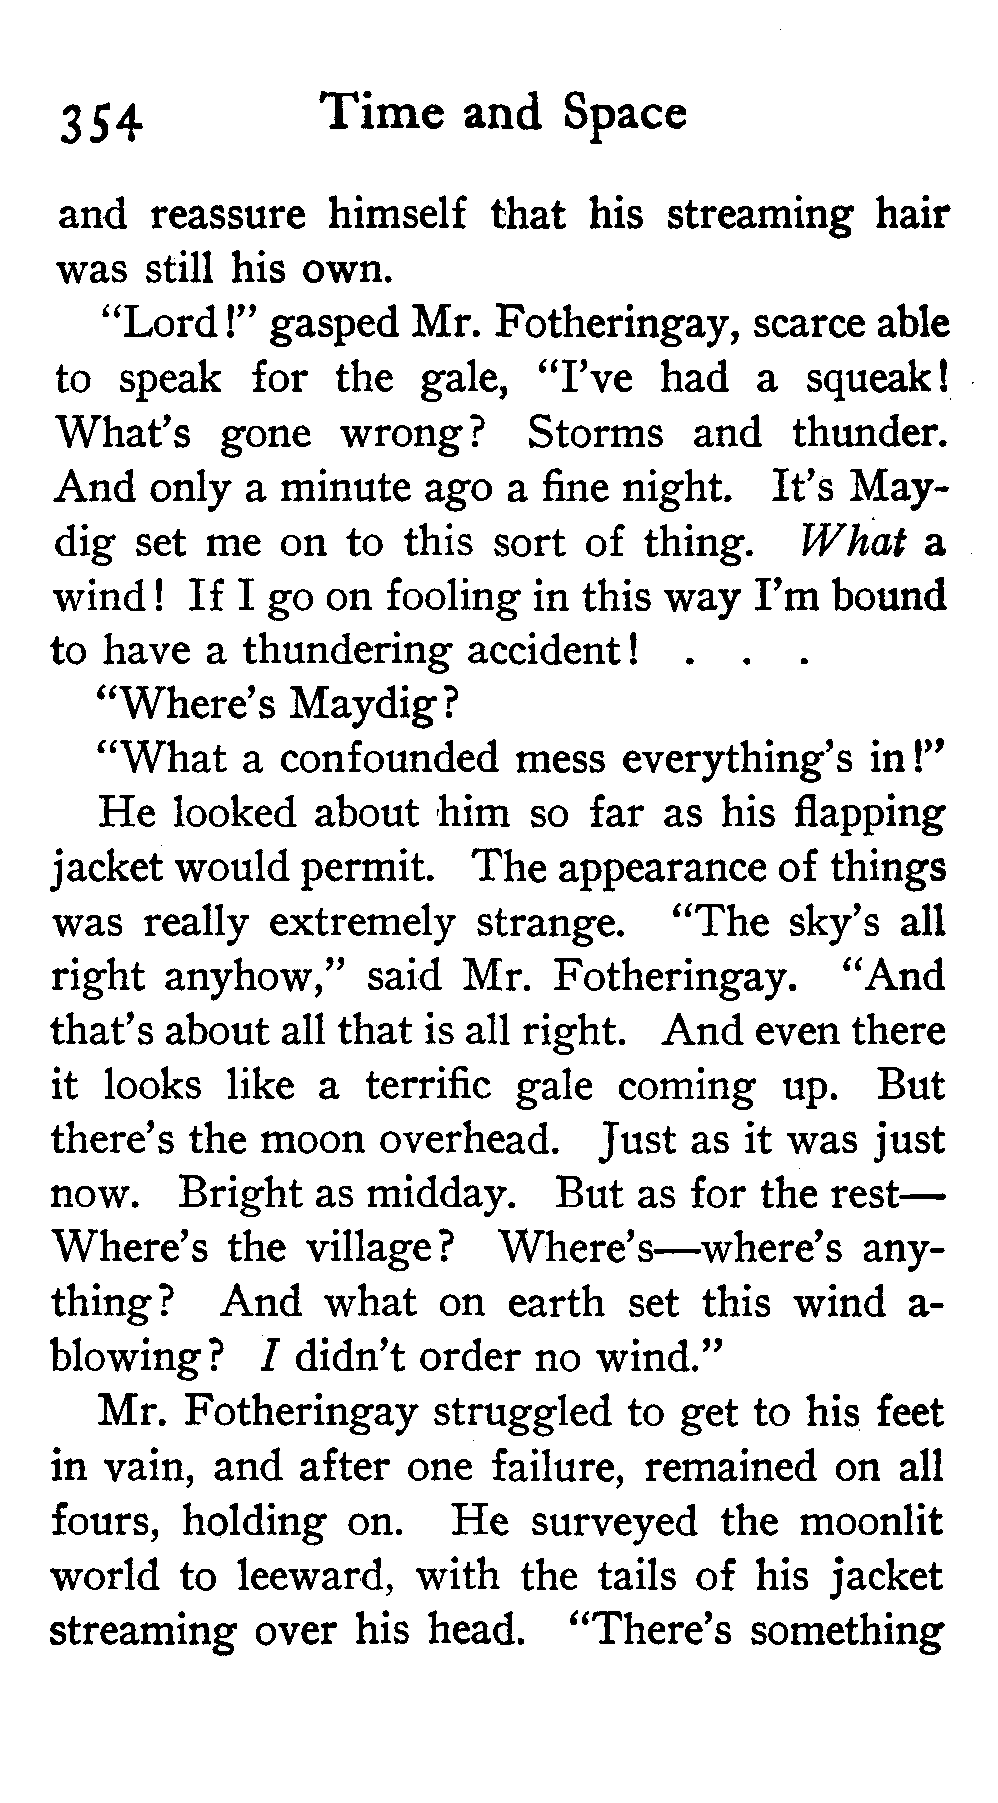 354 Time and Space
and reassure himself that his streaming hair
was still his own.
“Lord!” gasped Mr. Fotheringay, scarce able
to speak for the gale, “I’ve had a squeak!
What’s gone wrong? Storms and thunder.
And only a minute ago a fine night. It’s May-
dig set me on to this sort of thing. What a
wind! If I go on fooling in this way I’m bound
to have a thundering accident! . . .
“Where’s Maydig?
“What a confounded mess everything’s in!”
He looked about him so far as his flapping
jacket would permit. The appearance of things
was really extremely strange. “The sky’s all
right anyhow,” said Mr. Fotheringay. “And
that’s about all that is all right. And even there
it looks like a terrific gale coming up. But
there’s the moon overhead. Just as it was just
now. Bright as midday. But as for the rest—
Where’s the village? Where’s—where’s any-
thing? And what on earth set this wind a-
blowing? I didn’t order no wind.”
Mr. Fotheringay struggled to get to his feet
in vain, and after one failure, remained on all
fours, holding on. He surveyed the moonlit
world to leeward, with the tails of his jacket
streaming over his head. “There’s something